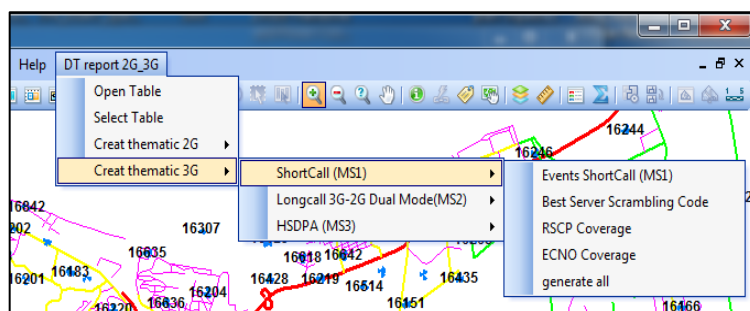 Help DT report 2G_3G
Open Table
Select Table
Creat thematic 2G
Creat thematic 3G
ShortCall (MS1)
Longcall 3G-2G Dual Mode(MS2)
HSDPA (MS3)
Events ShortCall (MS1)
Best Server Scrambling Code
RSCP Coverage
ECNO Coverage
generate all
16244
16246
16642
202
16307
16635
16618 16642
16201 16183
16428 16219 16514
16435
16204
16636
16320
16151
16166